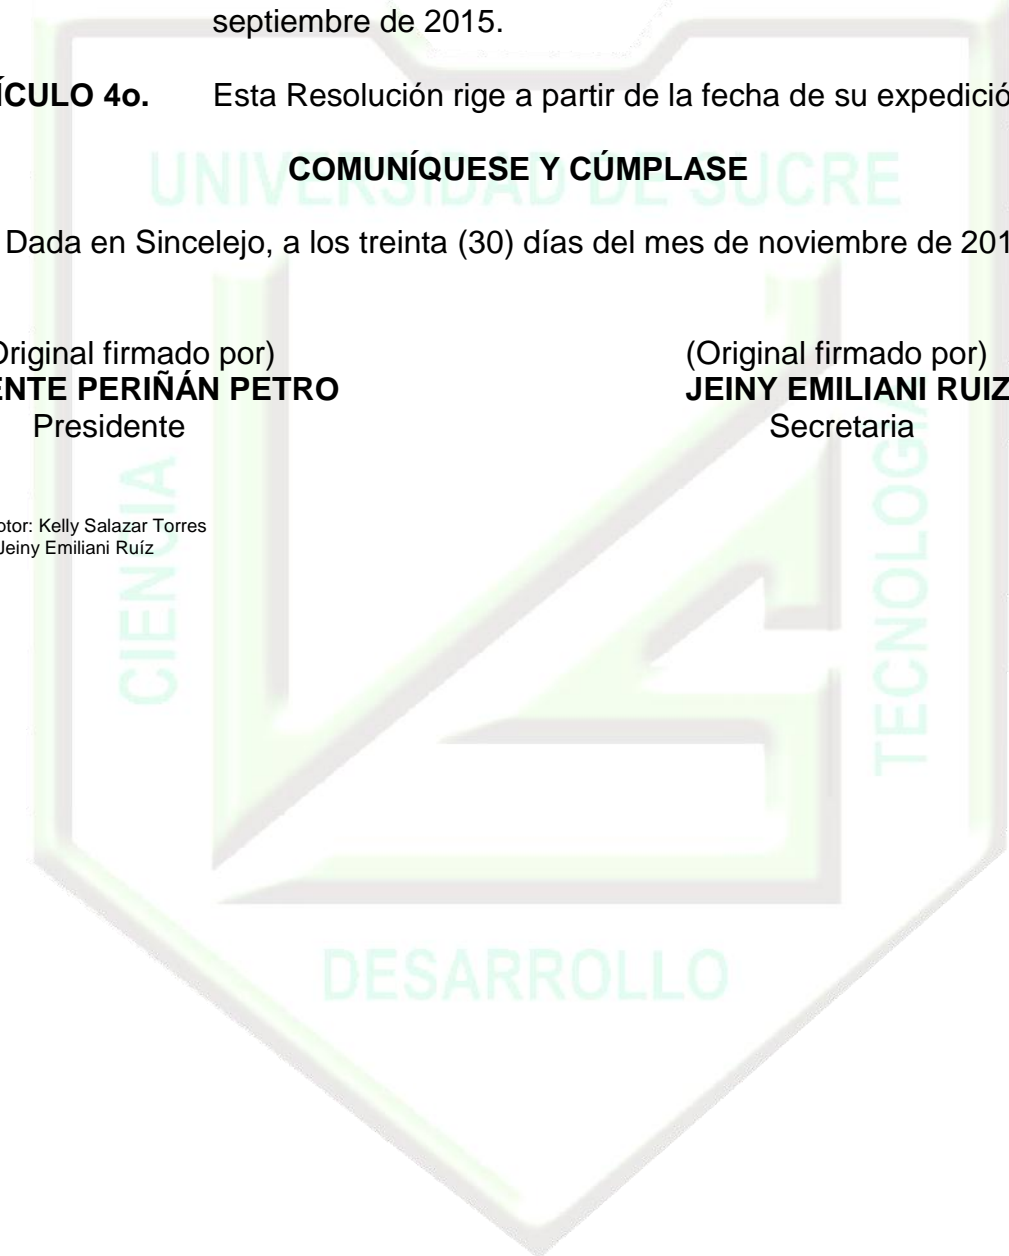 septiembre de 2015.
ÍCULO 4o. Esta Resolución rige a partir de la fecha de su expedició
UNIVERSIDAD DE SUCRE
COMUNÍQUESE Y CÚMPLASE
Dada en Sincelejo, a los treinta (30) días del mes de noviembre de 201
Original firmado por) (Original firmado por)
ENTE PERIÑÁN PETRO JEINY EMILIANI RUIZ
Presidente Secretaria
otor: Kelly Salazar Torres
Jeiny Emiliani Ruíz
CIENCIA
TECNOLOGIA
DESARROLLO